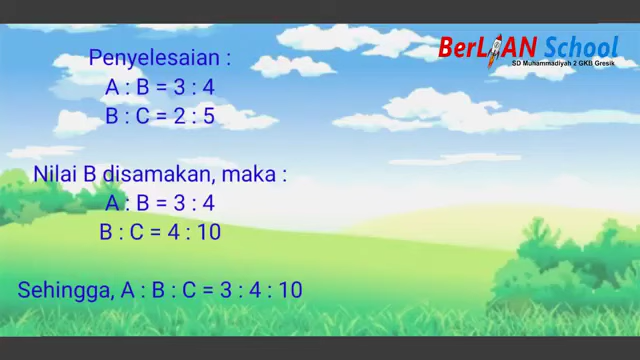 BerLIAN School
SD Muhammadiyah 2 GKB Gresik
Penyelesaian :
A : B = 3 : 4
B : C = 2 : 5
Nilai B disamakan, maka :
A : B = 3 : 4
B : C = 4 : 10
Sehingga, A : B : C = 3 : 4 : 10